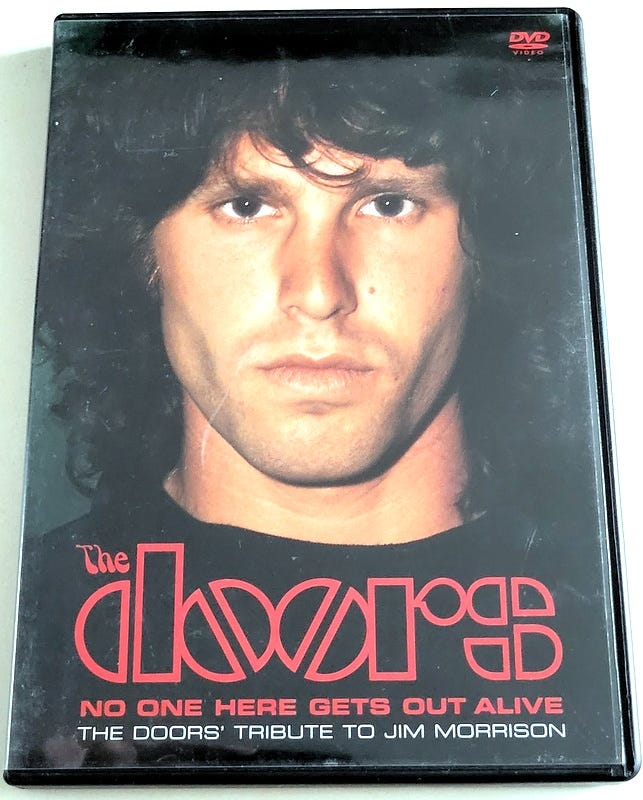 DVD
VIDEO
The
doors
NO ONE HERE GETS OUT ALIVE
THE DOORS' TRIBUTE TO JIM MORRISON